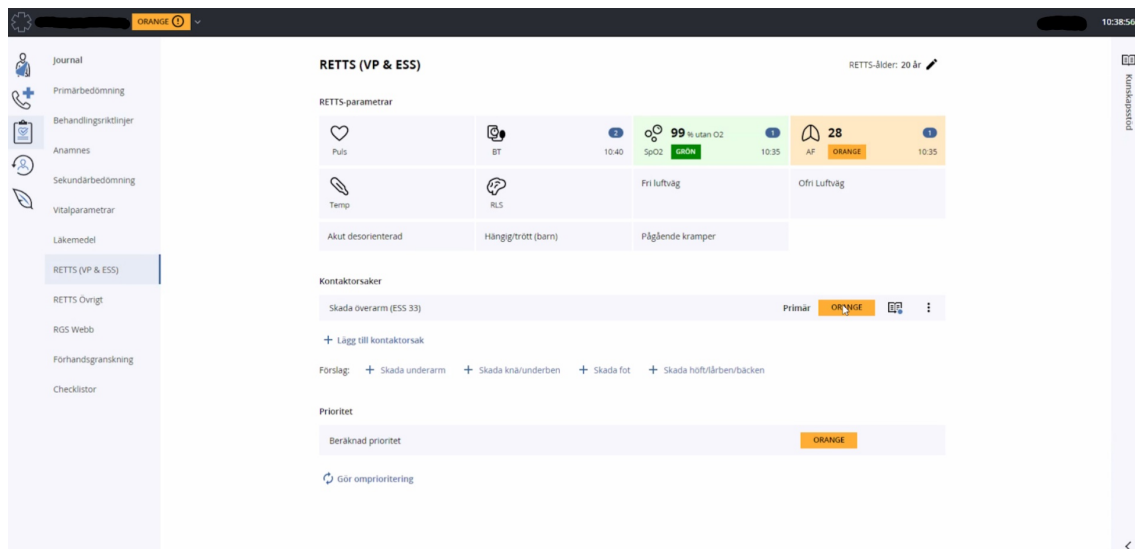 ORANGE
10:38:56
Journal
Primärbedömning
Behandlingsriktlinjer
Anamnes
Sekundärbedömning
Vitalparametrar
Läkemedel
RETTS (VP & ESS)
RETTS Övrigt
RGS Webb
Förhandsgranskning
Checklistor
RETTS (VP & ESS)
RETTS-ålder: 20 år
RETTS-parametrar
Puls
2
BT 10:40
99 % utan O2 1
SpO2 GRÖN 10:35
28 1
AF ORANGE 10:35
Temp
RLS
Fri luftväg
Ofri Luftväg
Akut desorienterad
Hängig/trött (barn)
Pågående kramper
Kontaktorsaker
Skada överarm (ESS 33) Primär ORANGE
+ Lägg till kontaktorsak
Förslag: + Skada underarm + Skada knä/underben + Skada fot + Skada höft/lårben/bäcken
Prioritet
Beräknad prioritet ORANGE
Gör omprioritering
Kunskapsstöd